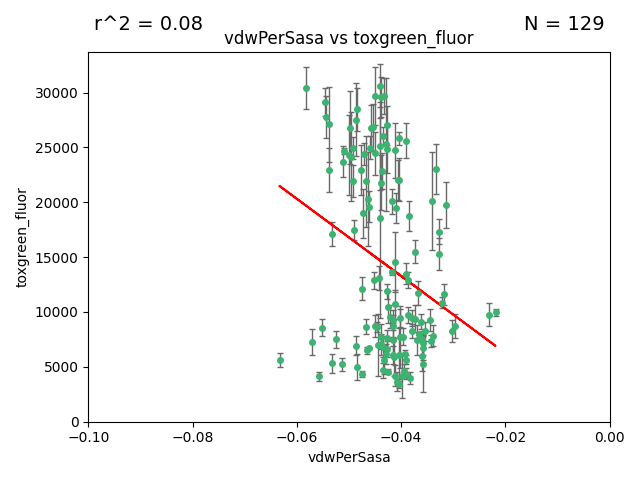 r^2 = 0.08
N = 129
vdwPerSasa vs toxgreen_fluor
toxgreen_fluor
30000
25000
20000
15000
10000
5000
0
−0.10
−0.08
−0.06
−0.04
−0.02
0.00
vdwPerSasa